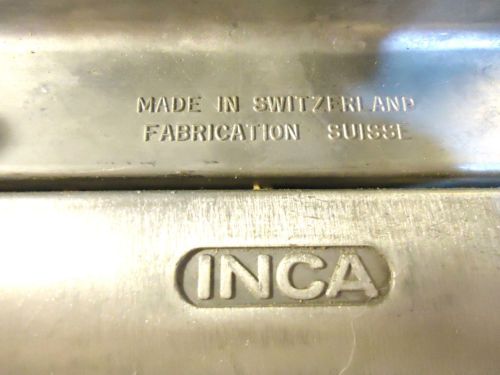 MADE IN SWITZERLAND
FABRICATION SUISSE
INCA